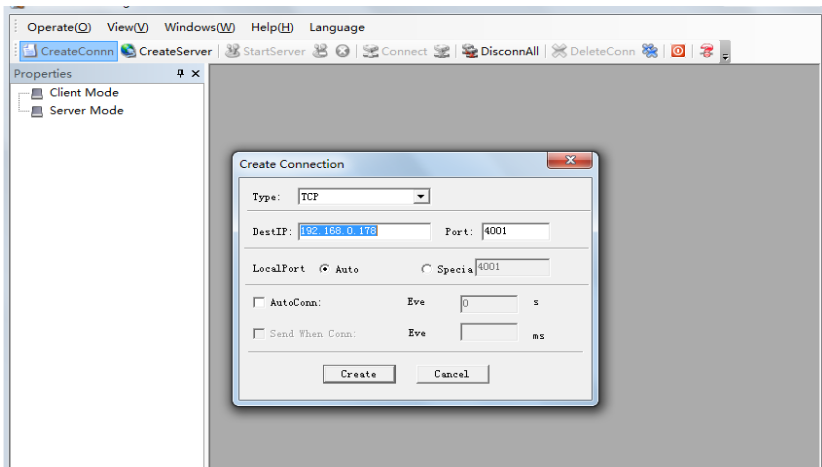 Operate(O) View(V) Windows(W) Help(H) Language
CreateConnn CreateServer StartServer Connect DisconnAll DeleteConn
Properties
Client Mode
Server Mode
Create Connection
Type: TCP
DestIP: 192.168.0.178 Port: 4001
LocalPort Auto Specia 4001
AutoConn: Eve 0 s
Send When Conn: Eve ms
Create Cancel